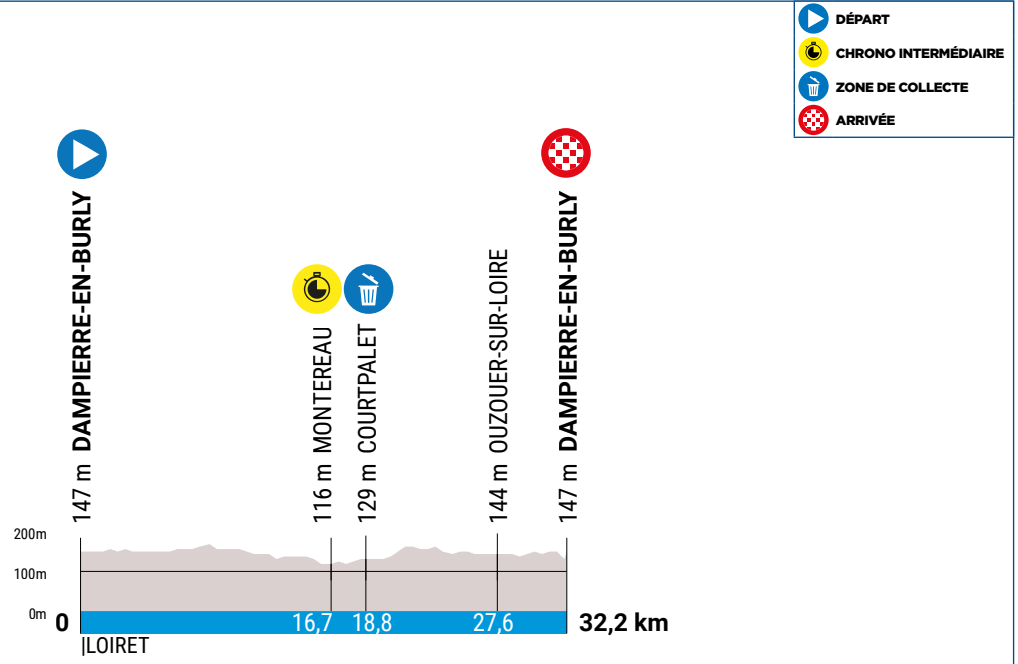 DÉPART
CHRONO INTERMÉDIAIRE
ZONE DE COLLECTE
ARRIVÉE
147 m DAMPIERRE-EN-BURLY
116 m MONTEREAU
129 m COURTPALET
144 m OUZOUER-SUR-LOIRE
147 m DAMPIERRE-EN-BURLY
200m
100m
0m
0
16,7
18,8
27,6
32,2 km
LOIRET